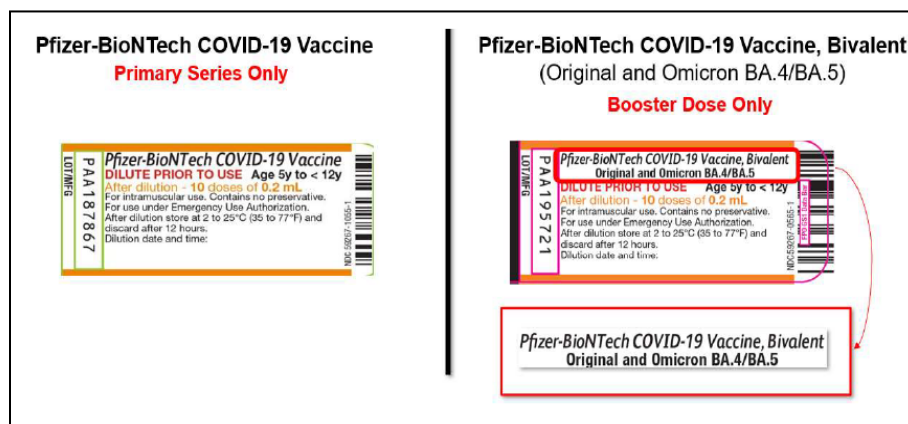 Pfizer-BioNTech COVID-19 Vaccine
Primary Series Only
LOT/MFG
PAA187867
Pfizer-BioNTech COVID-19 Vaccine
DILUTE PRIOR TO USE Age 5y to < 12y
After dilution - 10 doses of 0.2 mL
For intramuscular use. Contains no preservative.
For use under Emergency Use Authorization.
After dilution store at 2 to 25°C (35 to 77°F) and
discard after 12 hours.
Dilution date and time:
NDC 59267-1055-1
Pfizer-BioNTech COVID-19 Vaccine, Bivalent
(Original and Omicron BA.4/BA.5)
Booster Dose Only
LOT/MFG
PAA195721
Pfizer-BioNTech COVID-19 Vaccine, Bivalent
Original and Omicron BA.4/BA.5
DILUTE PRIOR TO USE Age 5y to < 12y
After dilution - 10 doses of 0.2 mL
For intramuscular use. Contains no preservative.
For use under Emergency Use Authorization.
After dilution store at 2 to 25°C (35 to 77°F) and
discard after 12 hours.
Dilution date and time:
NDC59267-0565-1
FPO GS1 Data Bar
Pfizer-BioNTech COVID-19 Vaccine, Bivalent
Original and Omicron BA.4/BA.5